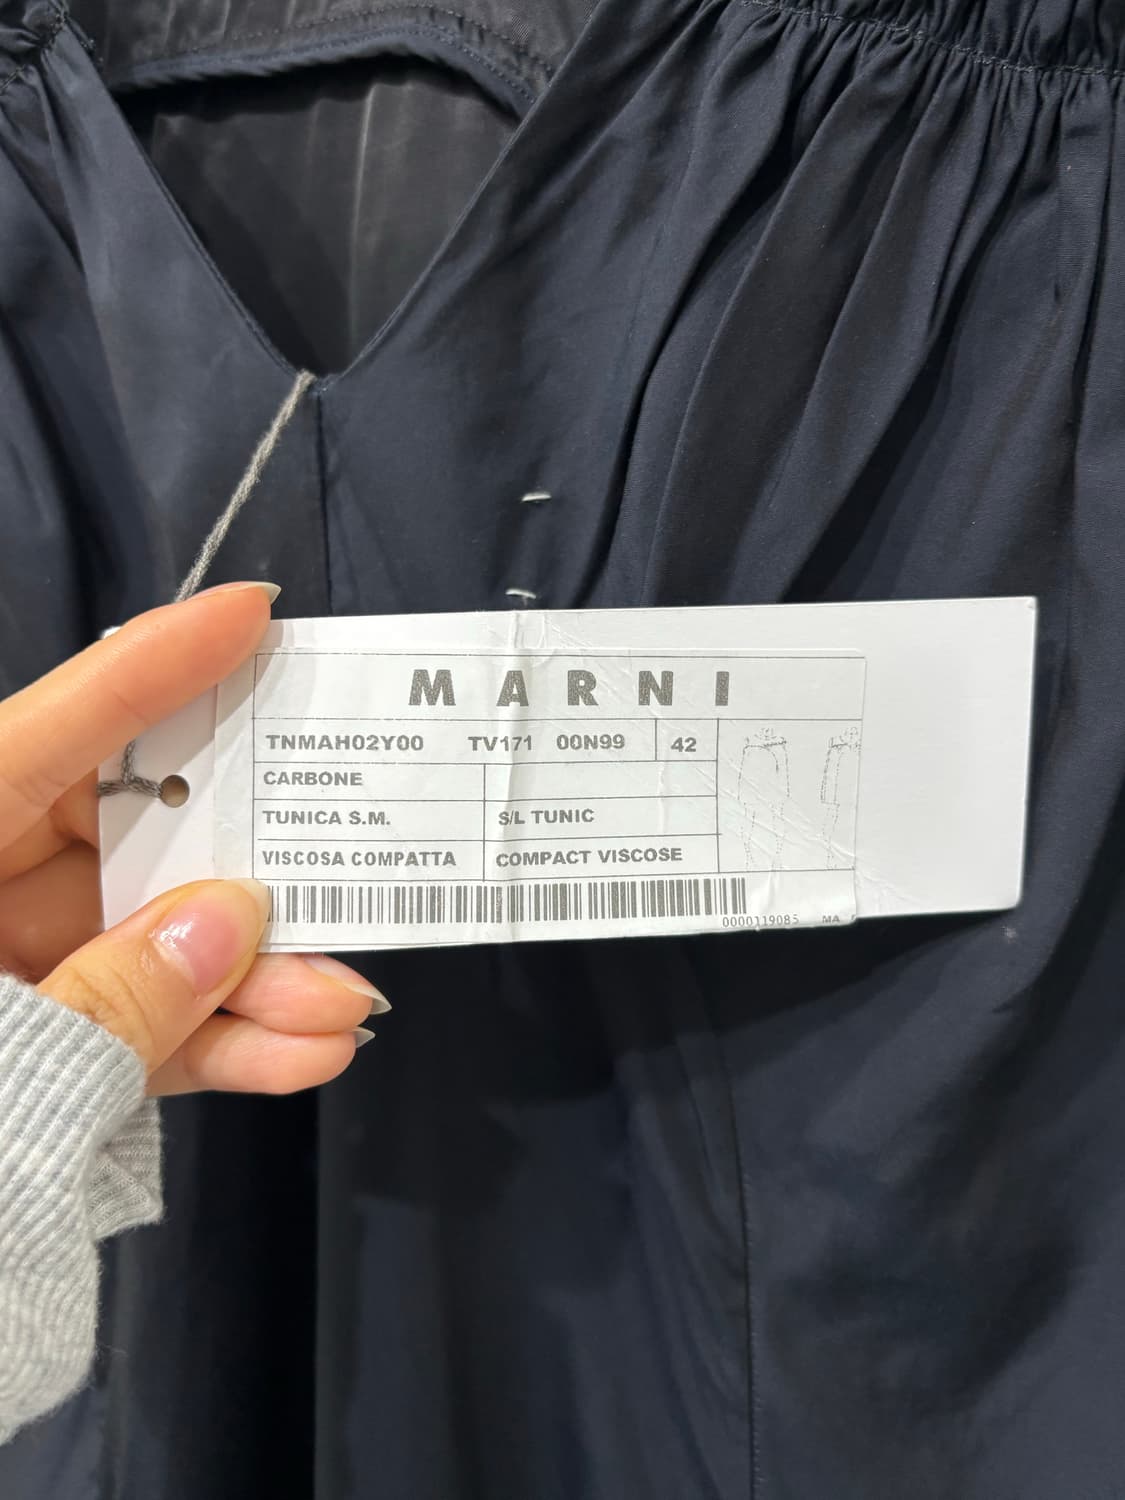 MARNI
TNMAH02Y00 TV171 00N99 42
CARBONE
TUNICA S.M. S/L TUNIC
VISCOSA COMPATTA COMPACT VISCOSE
0000119085 MA